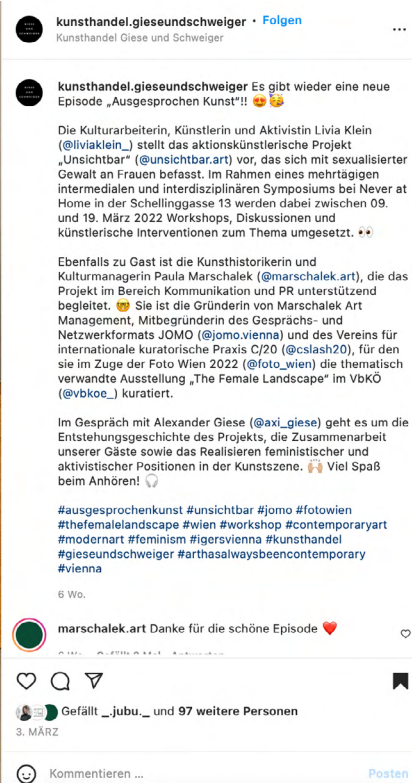 kunsthandel.gieseundschweiger • Folgen
Kunsthandel Giese und Schweiger
kunsthandel.gieseundschweiger Es gibt wieder eine neue
Episode „Ausgesprochen Kunst"!! 😍🥳
Die Kulturarbeiterin, Künstlerin und Aktivistin Livia Klein
(@liviaklein_) stellt das aktionskünstlerische Projekt
„Unsichtbar" (@unsichtbar.art) vor, das sich mit sexualisierter
Gewalt an Frauen befasst. Im Rahmen eines mehrtägigen
intermedialen und interdisziplinären Symposiums bei Never at
Home in der Schellinggasse 13 werden dabei zwischen 09.
und 19. März 2022 Workshops, Diskussionen und
künstlerische Interventionen zum Thema umgesetzt. 👀
Ebenfalls zu Gast ist die Kunsthistorikerin und
Kulturmanagerin Paula Marschalek (@marschalek.art), die das
Projekt im Bereich Kommunikation und PR unterstützend
begleitet. 🤓 Sie ist die Gründerin von Marschalek Art
Management, Mitbegründerin des Gesprächs- und
Netzwerkformats JOMO (@jomo.vienna) und des Vereins für
internationale kuratorische Praxis C/20 (@cslash20), für den
sie im Zuge der Foto Wien 2022 (@foto_wien) die thematisch
verwandte Ausstellung „The Female Landscape" im VbKÖ
(@vbkoe_) kuratiert.
Im Gespräch mit Alexander Giese (@axi_giese) geht es um die
Entstehungsgeschichte des Projekts, die Zusammenarbeit
unserer Gäste sowie das Realisieren feministischer und
aktivistischer Positionen in der Kunstszene. 🙌🏼 Viel Spaß
beim Anhören! 🎧
#ausgesprochenkunst #unsichtbar #jomo #fotowien
#thefemalelandscape #wien #workshop #contemporaryart
#modernart #feminism #igersvienna #kunsthandel
#gieseundschweiger #arthasalwaysbeencontemporary
#vienna
6 Wo.
marschalek.art Danke für die schöne Episode ❤️
Gefällt _.jubu._ und 97 weitere Personen
3. MÄRZ
Kommentieren ...
Posten